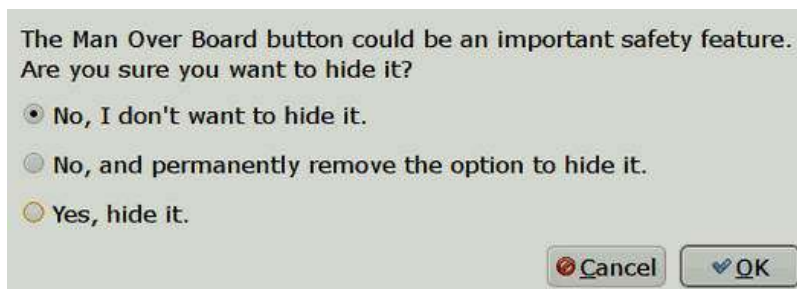 The Man Over Board button could be an important safety feature.
Are you sure you want to hide it?
No, I don't want to hide it.
No, and permanently remove the option to hide it.
Yes, hide it.
Cancel OK